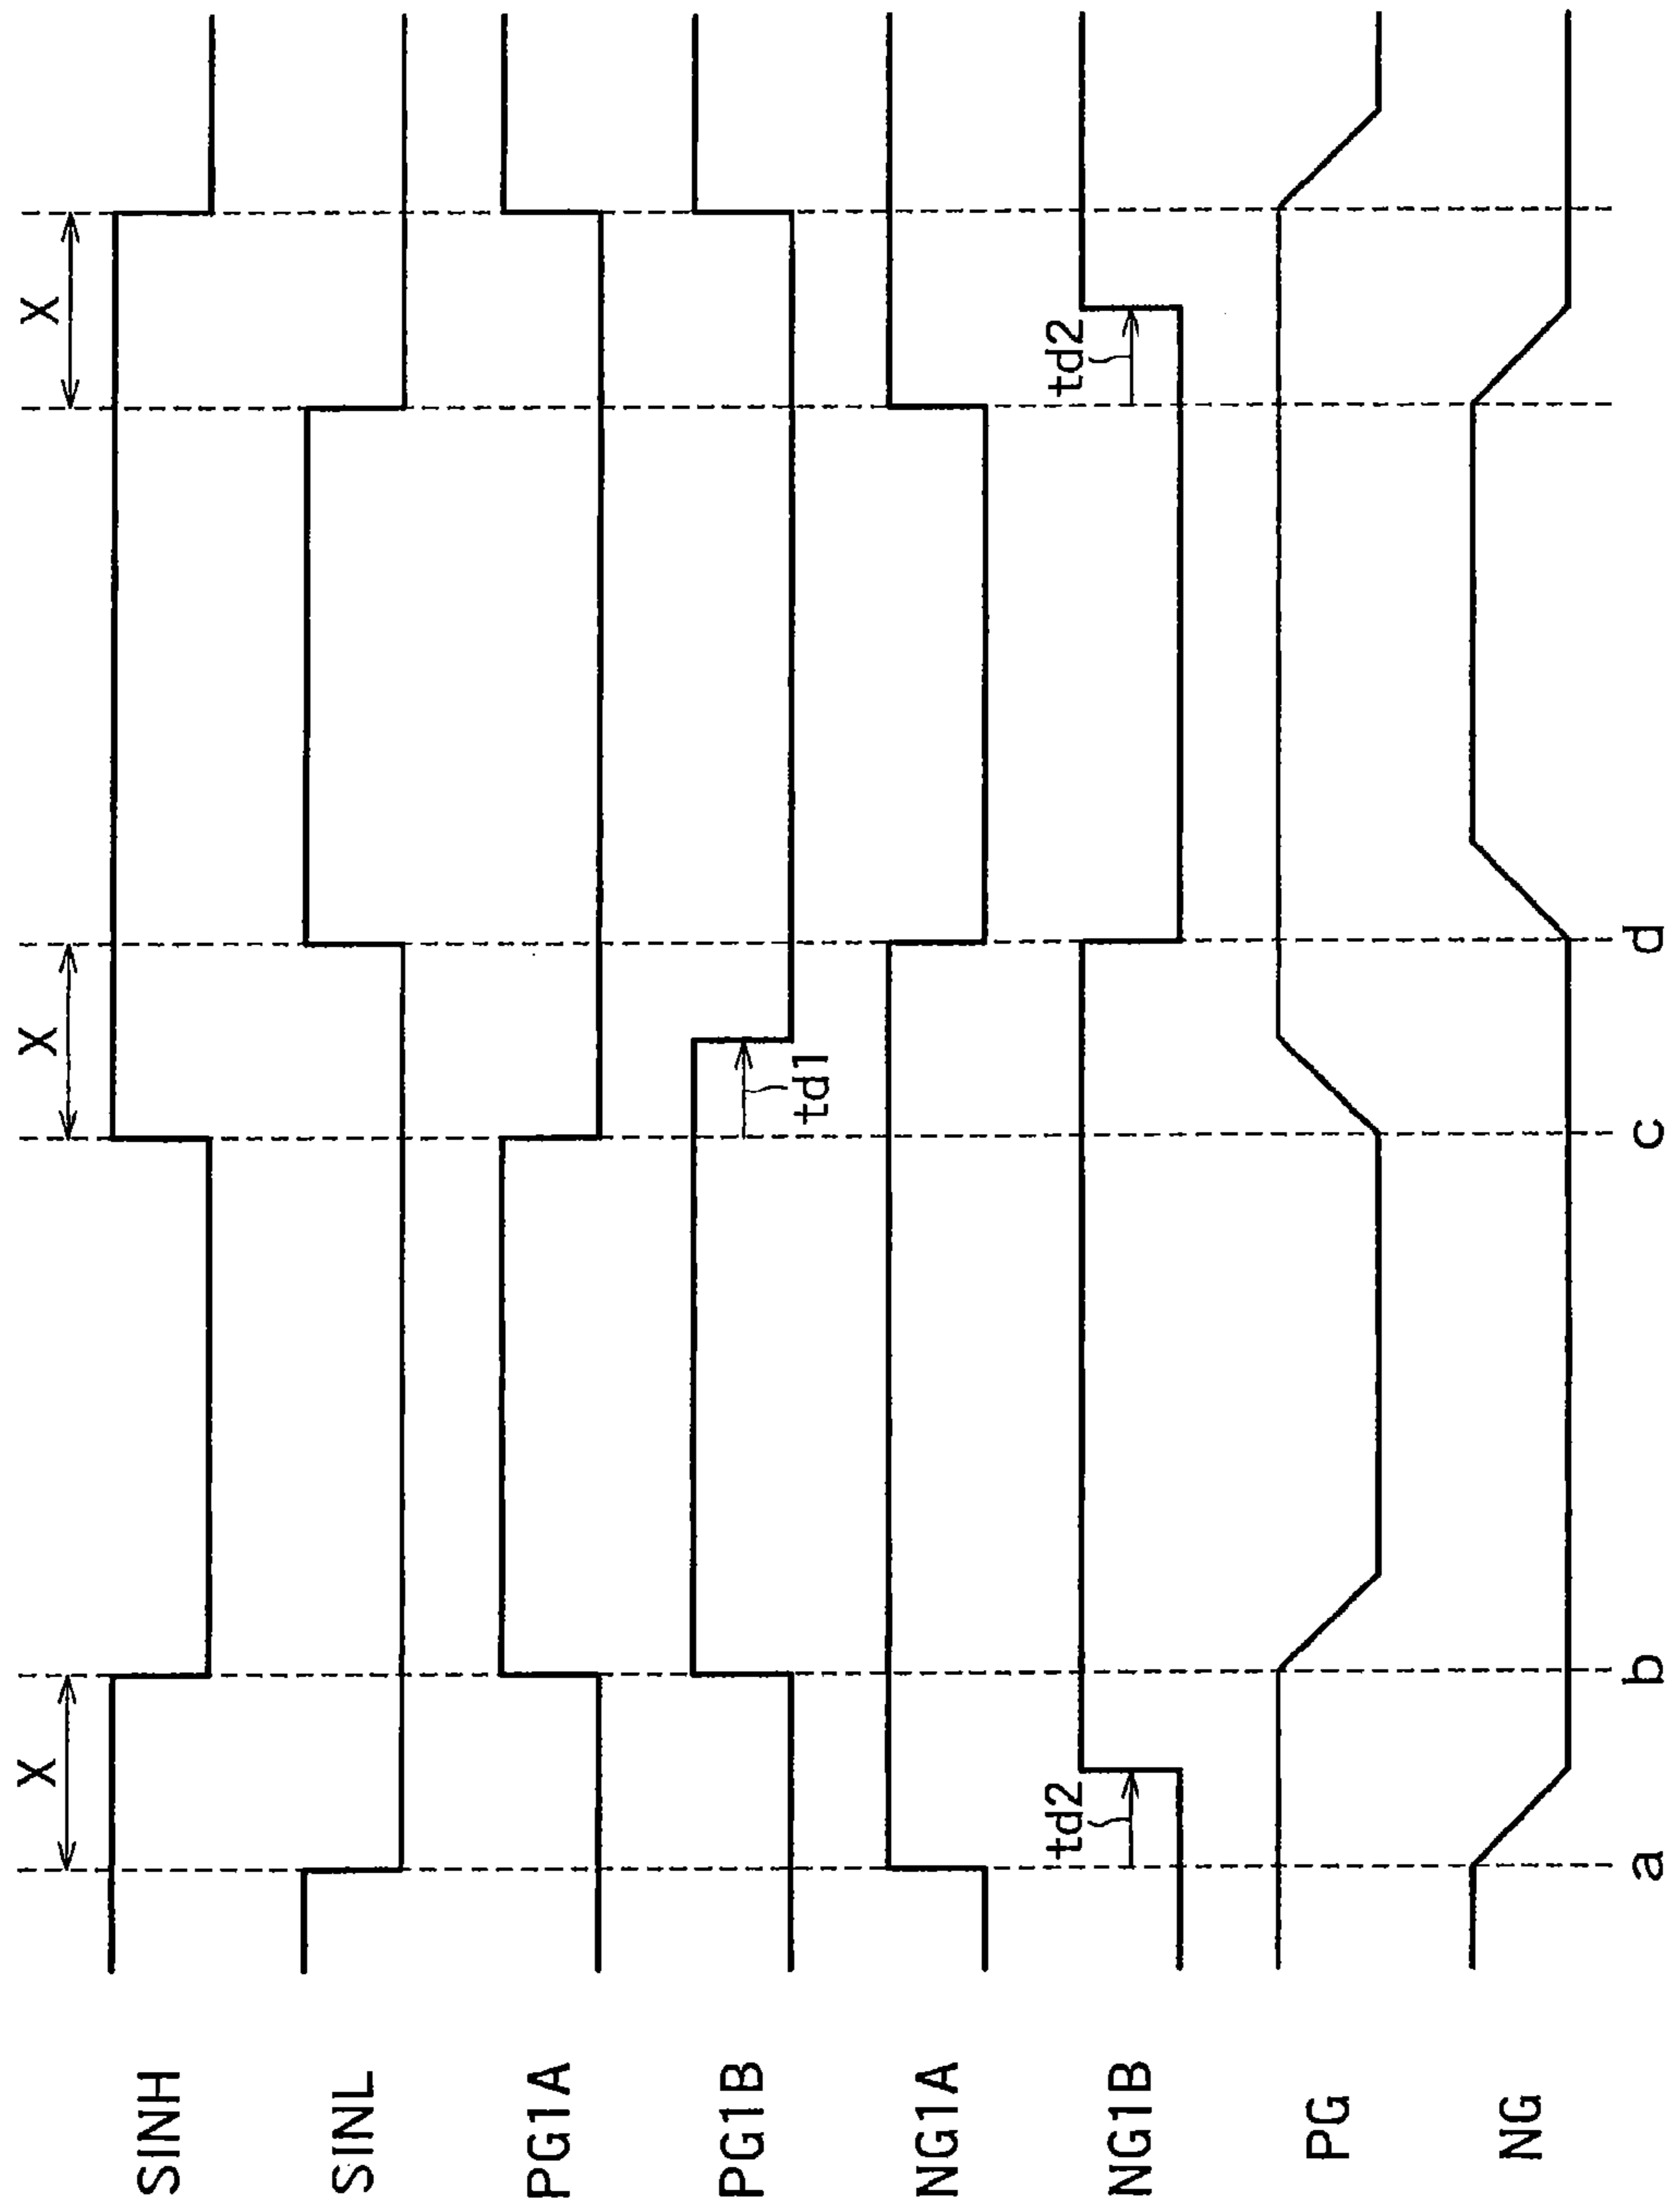 X
X
X
SINH
SINL
PG1A
PG1B
td1
NG1A
NG1B
td2
td2
PG
NG
a
b
c
d